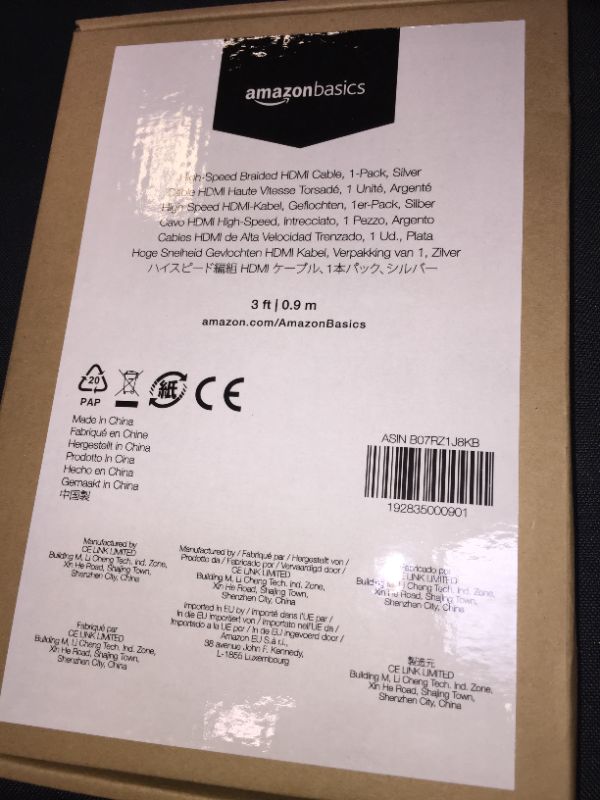 amazonbasics
High-Speed Braided HDMI Cable, 1-Pack, Silver
Câble HDMI Haute Vitesse Torsadé, 1 Unité, Argenté
High-Speed HDMI-Kabel, Geflochten, 1er-Pack, Silber
Cavo HDMI High-Speed, Intrecciato, 1 Pezzo, Argento
Cables HDMI de Alta Velocidad Trenzado, 1 Ud., Plata
Hoge Snelheid Gevlochten HDMI Kabel, Verpakking van 1, Zilver
ハイスピード編組 HDMI ケーブル、1本パック、シルバー
3 ft | 0.9 m
amazon.com/AmazonBasics
20
PAP
紙
CE
Made in China
Fabriqué en Chine
Hergestellt in China
Prodotto in Cina
Hecho en China
Gemaakt in China
中国製
ASIN B07RZ1J8KB
192835000901
Manufactured by
CE LINK LIMITED
Building M, Li Cheng Tech. Ind. Zone,
Xin He Road, Shajing Town,
Shenzhen City, China
Manufactured by / Fabriqué par / Hergestellt von /
Prodotto da / Fabricado por / Vervaardigd door /
CE LINK LIMITED
Building M, Li Cheng Tech. Ind. Zone,
Xin He Road, Shajing Town,
Shenzhen City, China
Fabricado por
CE LINK LIMITED
Building M, Li Cheng Tech. Ind. Zone,
Xin He Road, Shajing Town,
Shenzhen City, China
Fabriqué par
CE LINK LIMITED
Building M, Li Cheng Tech. Ind. Zone,
Xin He Road, Shajing Town,
Shenzhen City, China
Imported in EU by / Importé dans l'UE par /
In die EU importiert von / Importato nell'UE da /
Importado a la UE por / In de EU ingevoerd door /
Amazon EU S.à r.l.,
38 avenue John F. Kennedy,
L-1855 Luxembourg
製造元
CE LINK LIMITED
Building M, Li Cheng Tech. Ind. Zone,
Xin He Road, Shajing Town,
Shenzhen City, China